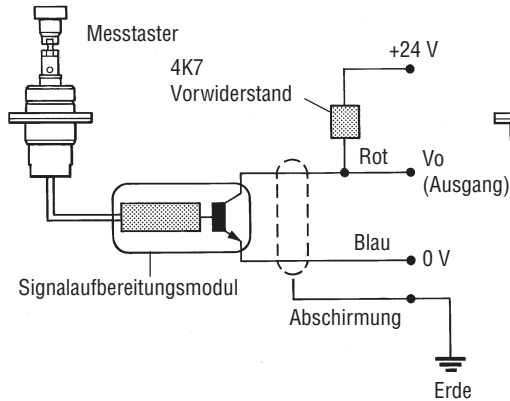 Messtaster
4K7
Vorwiderstand
+24 V
Rot
Vo
(Ausgang)
Blau
0 V
Signalaufbereitungsmodul
Abschirmung
Erde